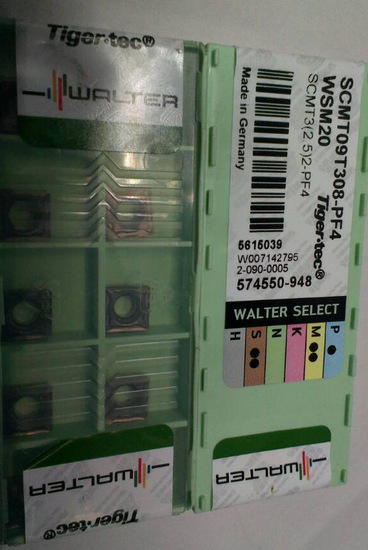 Tiger·tec®
WALTER
SCMT09T308-PF4
WSM20 Tiger·tec®
SCMT3(2.5)2-PF4
Made in Germany
5615039
W007142795
2-090-0005
574550-948
WALTER SELECT
P
M
K
N
S
H
WALTER
WALTER
Tiger·tec®